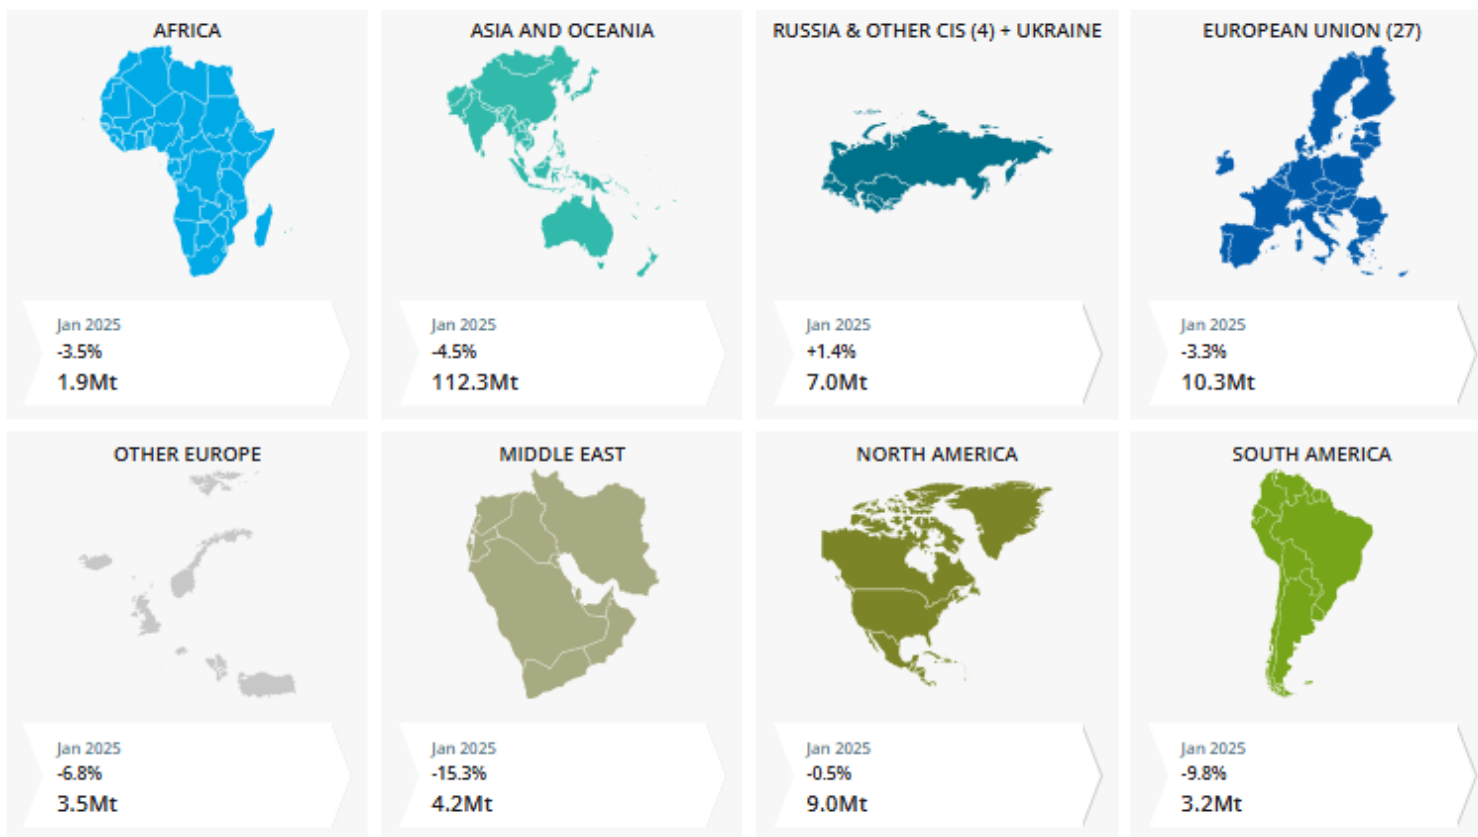 AFRICA
Jan 2025
-3.5%
1.9Mt
ASIA AND OCEANIA
Jan 2025
-4.5%
112.3Mt
RUSSIA & OTHER CIS (4) + UKRAINE
Jan 2025
+1.4%
7.0Mt
EUROPEAN UNION (27)
Jan 2025
-3.3%
10.3Mt
OTHER EUROPE
Jan 2025
-6.8%
3.5Mt
MIDDLE EAST
Jan 2025
-15.3%
4.2Mt
NORTH AMERICA
Jan 2025
-0.5%
9.0Mt
SOUTH AMERICA
Jan 2025
-9.8%
3.2Mt